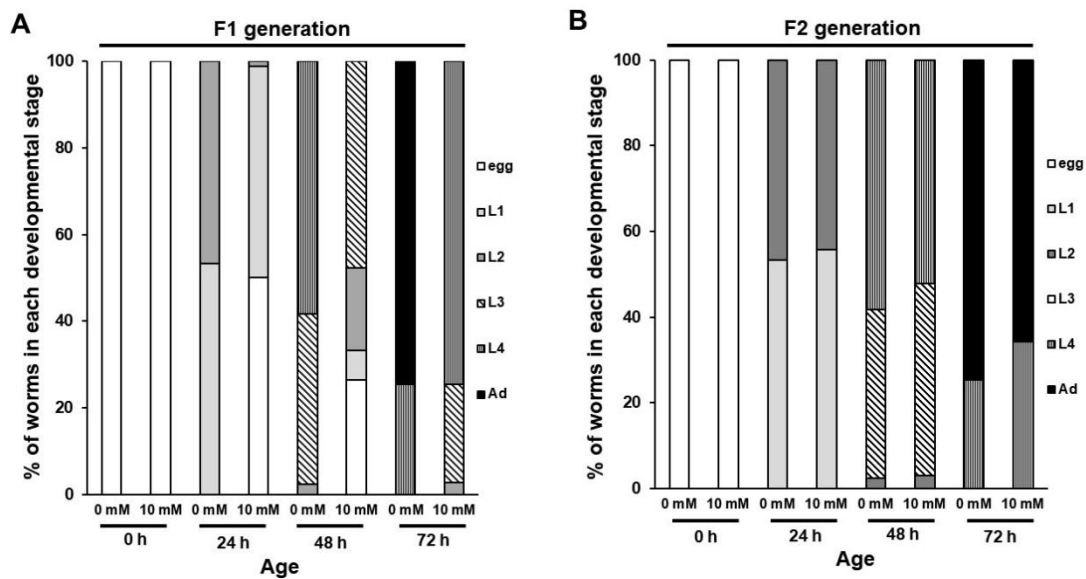 A
F1 generation
% of worms in each developmental stage
100
80
60
40
20
0
egg
L1
L2
L3
L4
Ad
0 mM 10 mM 0 mM 10 mM 0 mM 10 mM 0 mM 10 mM
0 h 24 h 48 h 72 h
Age
B
F2 generation
% of worms in each developmental stage
100
80
60
40
20
0
egg
L1
L2
L3
L4
Ad
0 mM 10 mM 0 mM 10 mM 0 mM 10 mM 0 mM 10 mM
0 h 24 h 48 h 72 h
Age